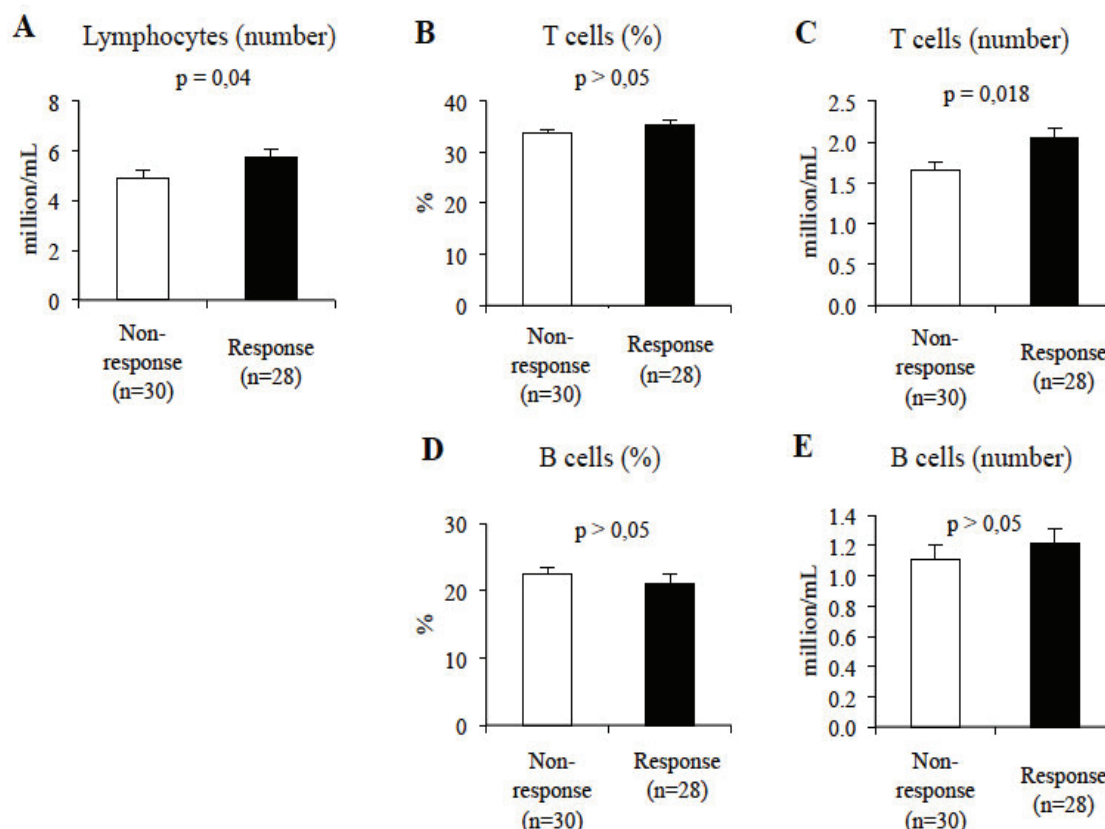 A
Lymphocytes (number)
p = 0,04
million/mL
8
6
4
2
0
Non-
response
(n=30)
Response
(n=28)
B
T cells (%)
p > 0,05
%
40
30
20
10
0
Non-
response
(n=30)
Response
(n=28)
C
T cells (number)
p = 0,018
million/mL
2.5
2.0
1.5
1.0
0.5
0.0
Non-
response
(n=30)
Response
(n=28)
D
B cells (%)
p > 0,05
%
30
20
10
0
Non-
response
(n=30)
Response
(n=28)
E
B cells (number)
p > 0,05
million/mL
1.4
1.2
1.0
0.8
0.6
0.4
0.2
0.0
Non-
response
(n=30)
Response
(n=28)